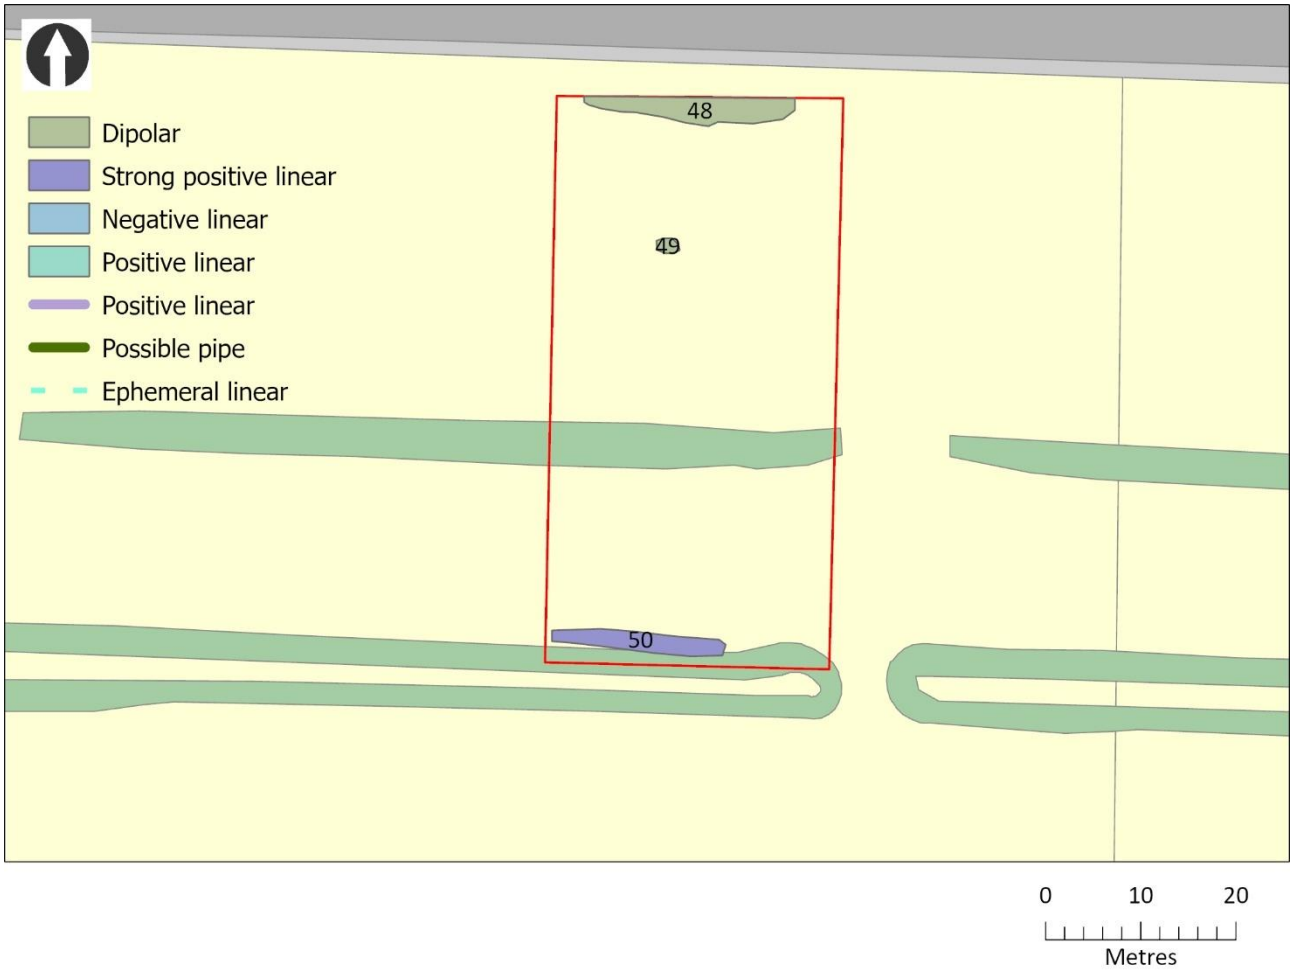 48
Dipolar
Strong positive linear
Negative linear
49
Positive linear
Positive linear
Possible pipe
Ephemeral linear
50
0 10 20
Metres